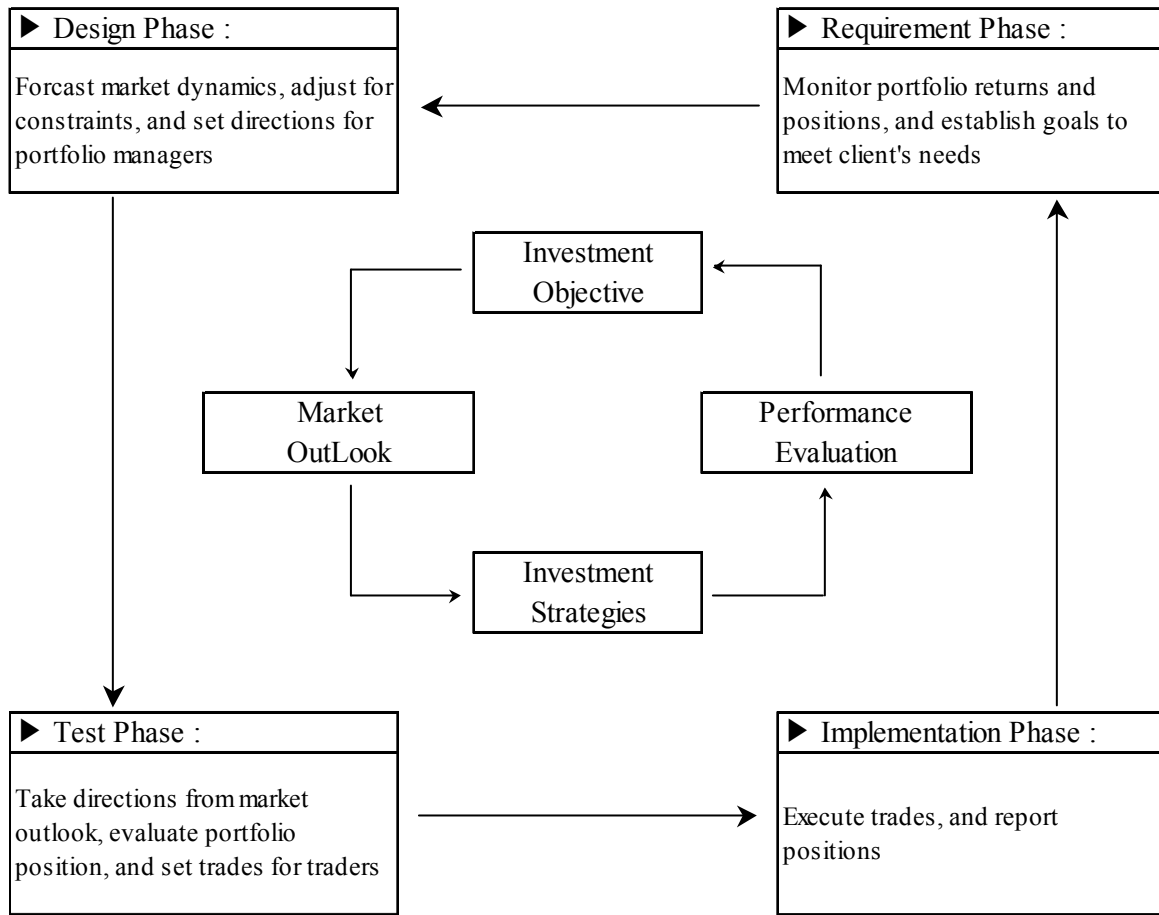 ▶ Design Phase :
Forcast market dynamics, adjust for
constraints, and set directions for
portfolio managers
▶ Requirement Phase :
Monitor portfolio returns and
positions, and establish goals to
meet client's needs
Investment
Objective
Market
OutLook
Performance
Evaluation
Investment
Strategies
▶ Test Phase :
Take directions from market
outlook, evaluate portfolio
position, and set trades for traders
▶ Implementation Phase :
Execute trades, and report
positions